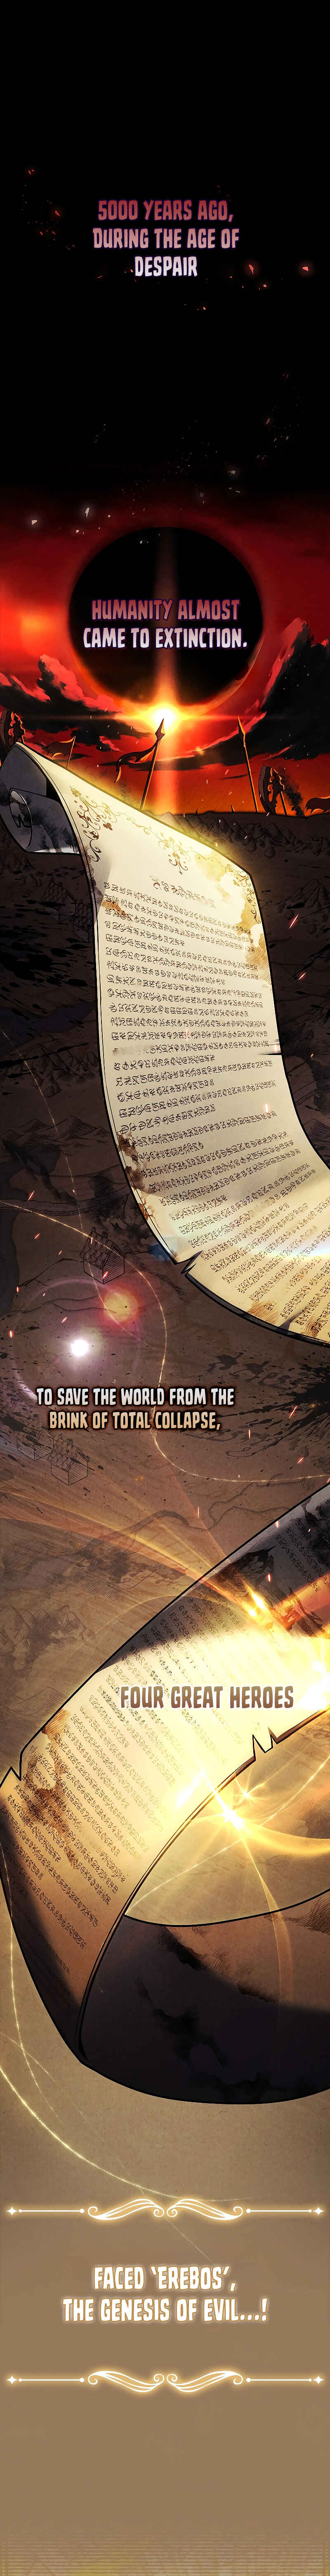 5000 YEARS AGO,
DURING THE AGE OF
DESPAIR
HUMANITY ALMOST
CAME TO EXTINCTION.
TO SAVE THE WORLD FROM THE
BRINK OF TOTAL COLLAPSE,
FOUR GREAT HEROES
FACED 'EREBOS',
THE GENESIS OF EVIL...!